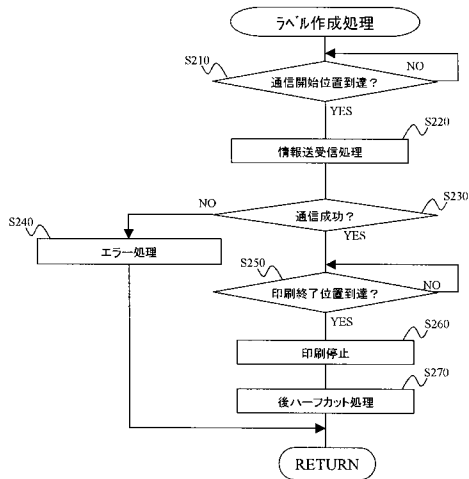 ラベル作成処理
S210
通信開始位置到達？
NO
YES
S220
情報送受信処理
S230
通信成功？
NO
YES
S240
エラー処理
S250
印刷終了位置到達？
NO
YES
S260
印刷停止
S270
後ハーフカット処理
RETURN